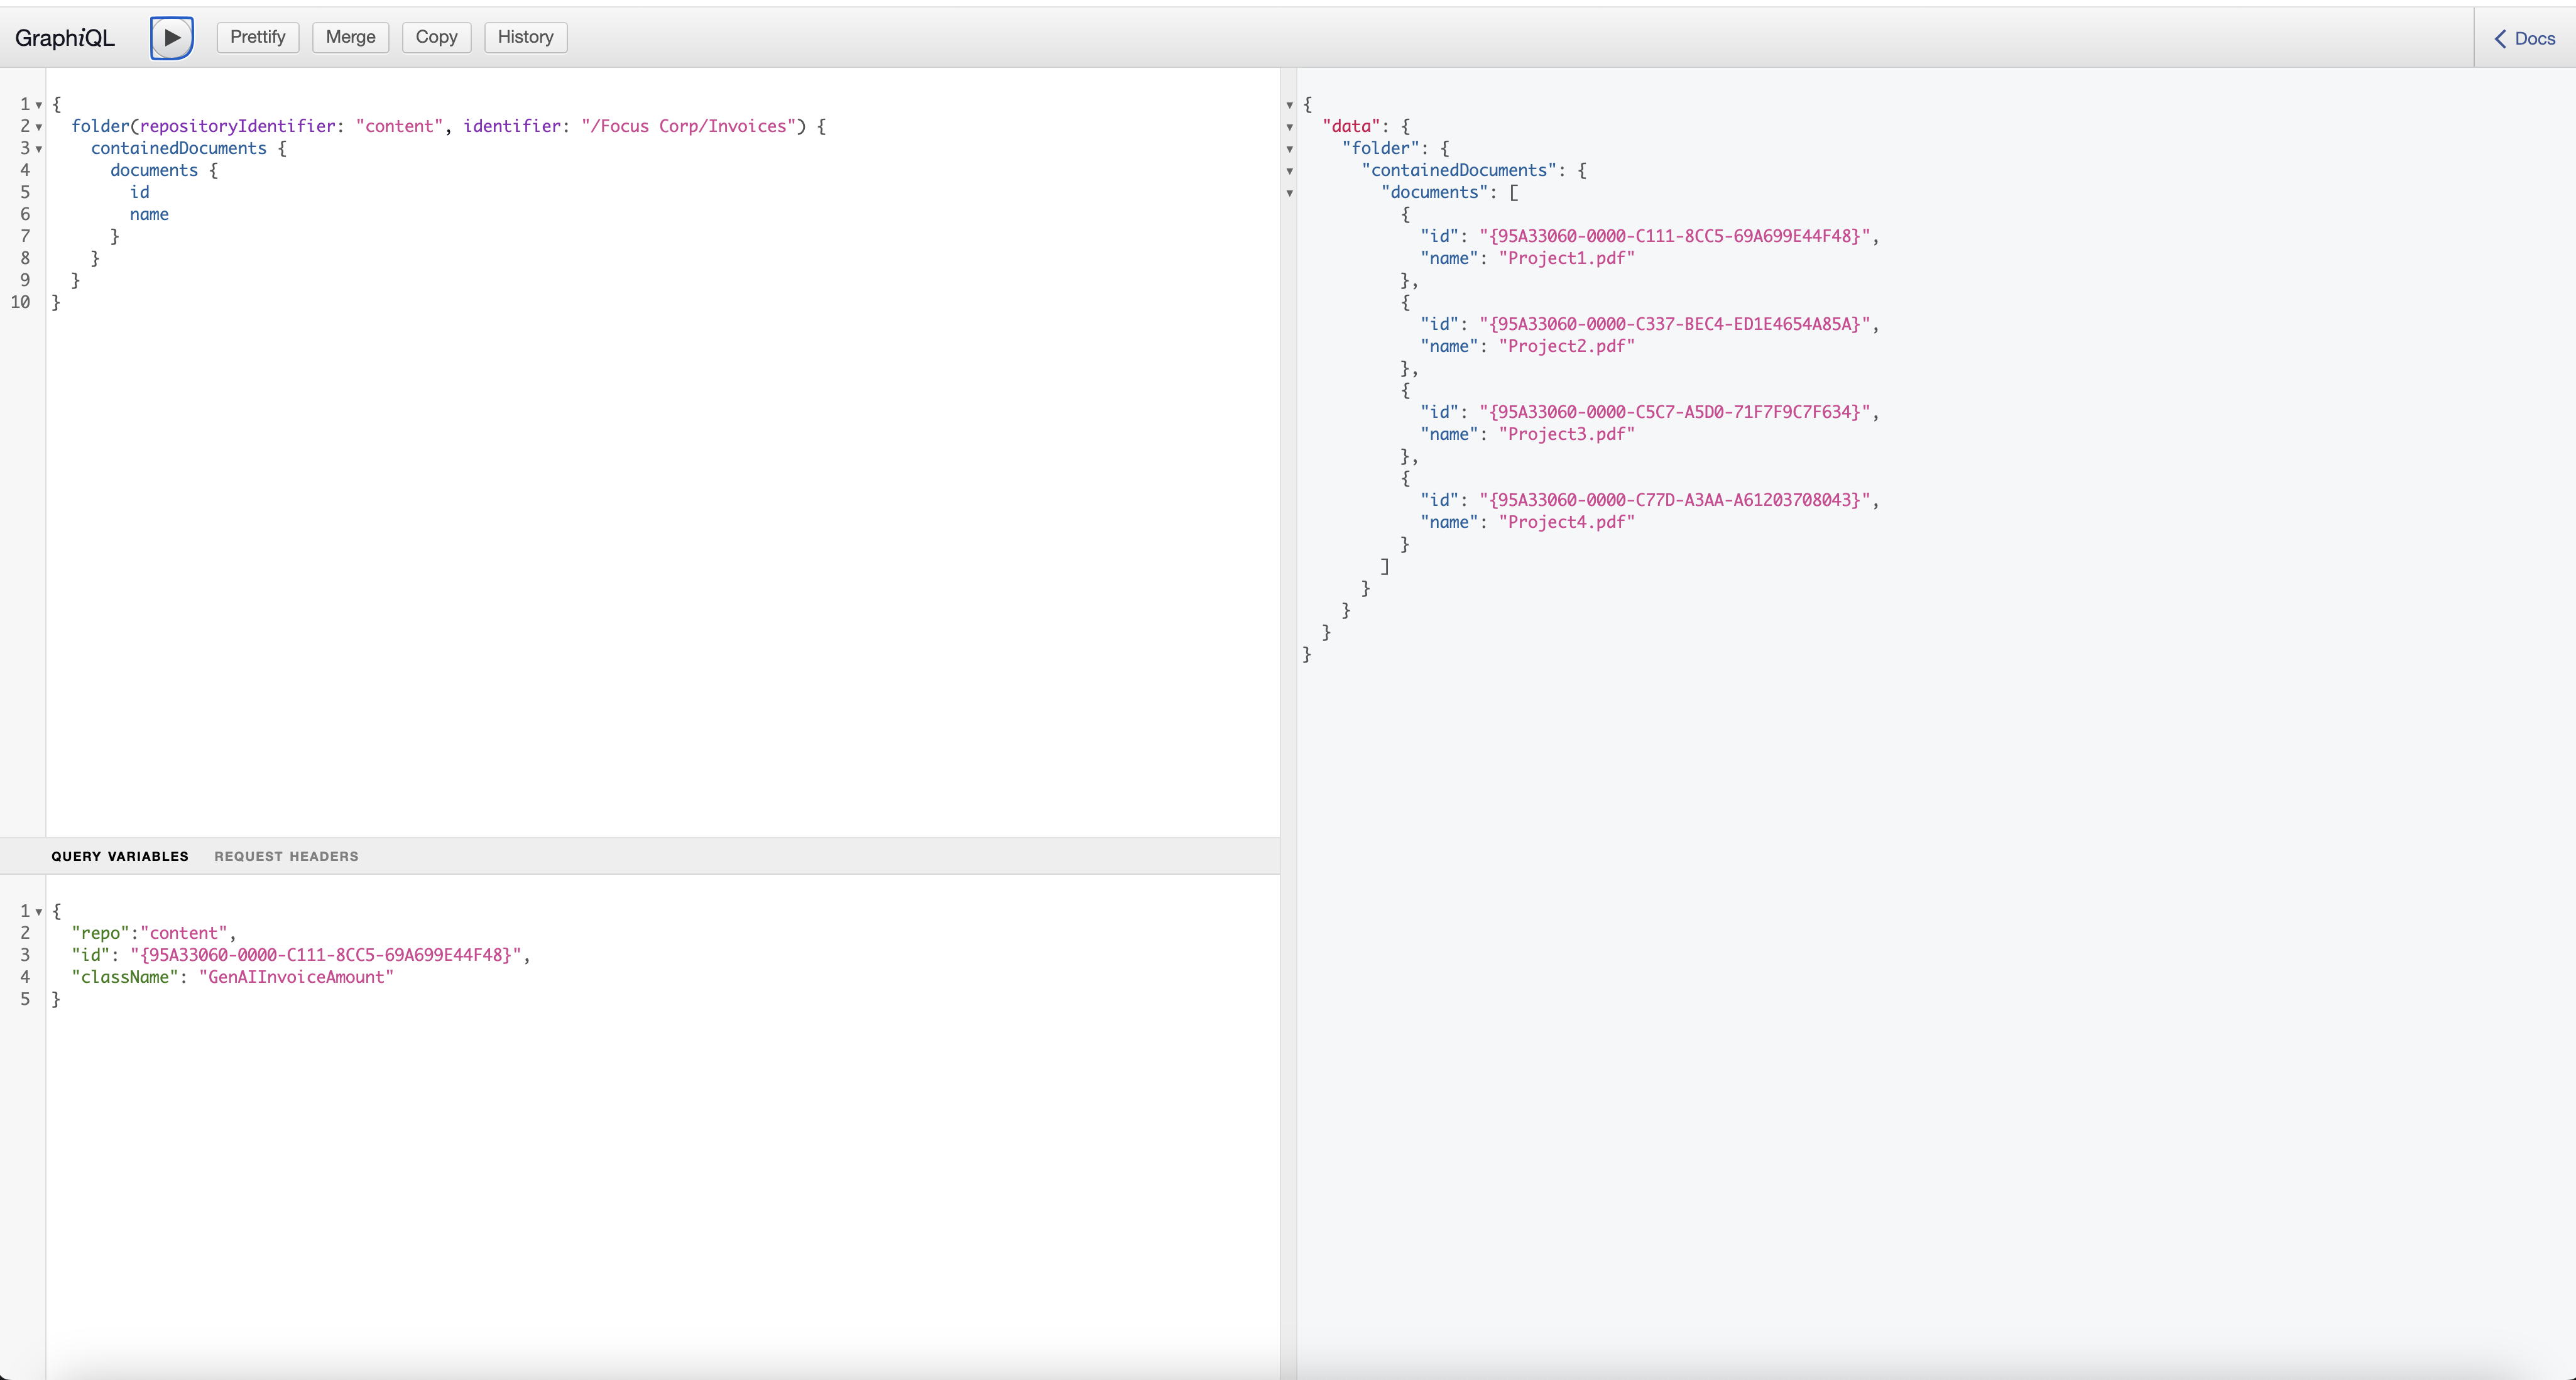 GraphiQL
Prettify
Merge
Copy
History
Docs
1 {
2   folder(repositoryIdentifier: "content", identifier: "/Focus Corp/Invoices") {
3     containedDocuments {
4       documents {
5         id
6         name
7       }
8     }
9   }
10 }
QUERY VARIABLES
REQUEST HEADERS
1 {
2   "repo":"content",
3   "id": "{95A33060-0000-C111-8CC5-69A699E44F48}",
4   "className": "GenAIInvoiceAmount"
5 }
{
  "data": {
    "folder": {
      "containedDocuments": {
        "documents": [
          {
            "id": "{95A33060-0000-C111-8CC5-69A699E44F48}",
            "name": "Project1.pdf"
          },
          {
            "id": "{95A33060-0000-C337-BEC4-ED1E4654A85A}",
            "name": "Project2.pdf"
          },
          {
            "id": "{95A33060-0000-C5C7-A5D0-71F7F9C7F634}",
            "name": "Project3.pdf"
          },
          {
            "id": "{95A33060-0000-C77D-A3AA-A61203708043}",
            "name": "Project4.pdf"
          }
        ]
      }
    }
  }
}